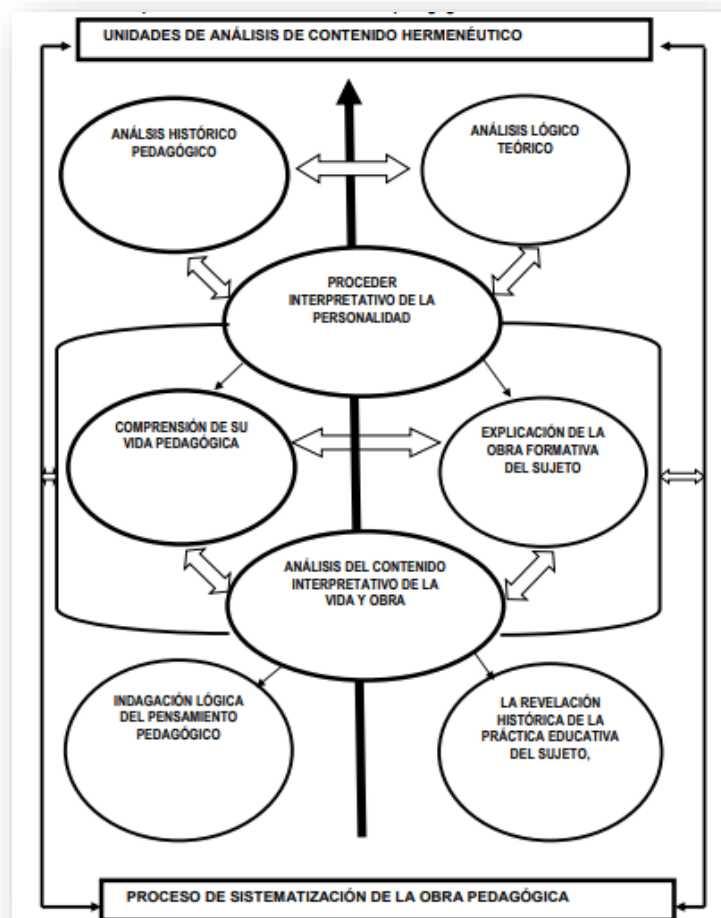 UNIDADES DE ANÁLISIS DE CONTENIDO HERMENÉUTICO
ANÁLSIS HISTÓRICO
PEDAGÓGICO
ANÁLISIS LÓGICO
TEÓRICO
PROCEDER
INTERPRETATIVO DE LA
PERSONALIDAD
COMPRENSIÓN DE SU
VIDA PEDAGÓGICA
EXPLICACIÓN DE LA
OBRA FORMATIVA
DEL SUJETO
ANÁLISIS DEL CONTENIDO
INTERPRETATIVO DE LA
VIDA Y OBRA
INDAGACIÓN LÓGICA
DEL PENSAMIENTO
PEDAGÓGICO
LA REVELACIÓN
HISTÓRICA DE LA
PRÁCTICA EDUCATIVA
DEL SUJETO,
PROCESO DE SISTEMATIZACIÓN DE LA OBRA PEDAGÓGICA